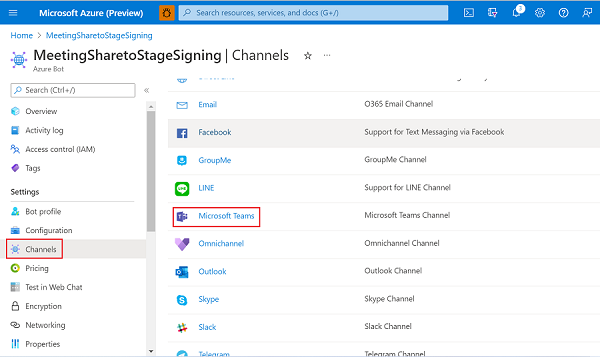 Microsoft Azure (Preview)
Search resources, services, and docs (G+/)
2
Home > MeetingSharetoStageSigning
MeetingSharetoStageSigning | Channels ☆ ...
Azure Bot
Search (Ctrl+/) «
Overview
Activity log
Access control (IAM)
Tags
Settings
Bot profile
Configuration
Channels
Pricing
Test in Web Chat
Encryption
Networking
Properties
Email O365 Email Channel
Facebook Support for Text Messaging via Facebook
GroupMe GroupMe Channel
LINE Support for LINE Channel
Microsoft Teams Microsoft Teams Channel
Omnichannel Omnichannel Channel
Outlook Outlook Channel
Skype Skype Channel
Slack Slack Channel
Telegram Telegram Channel